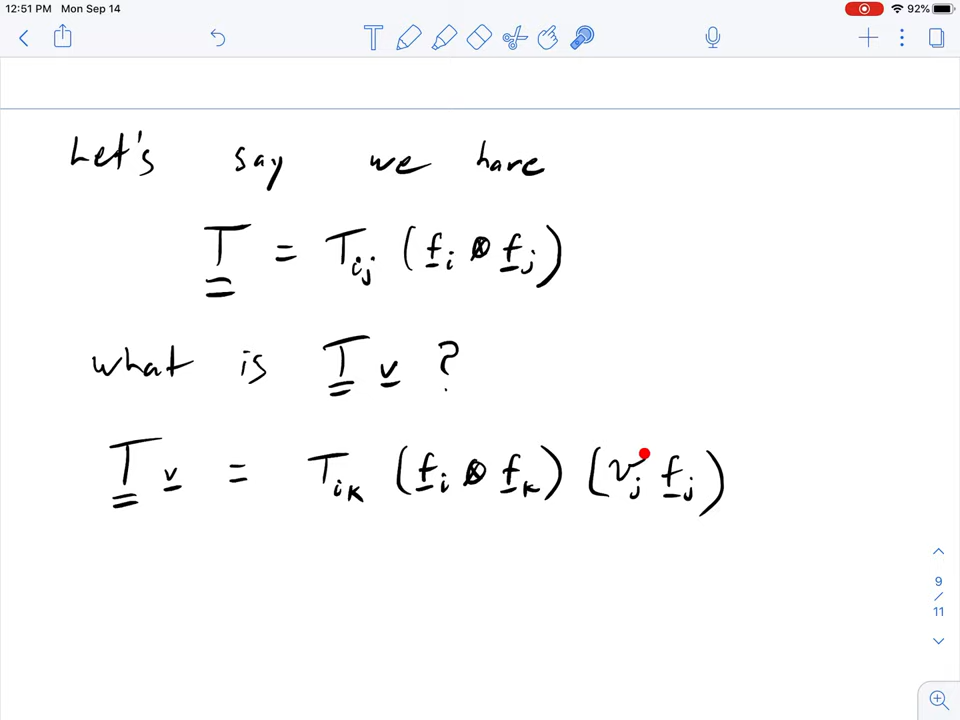 12:51 PM Mon Sep 14 92%
Let's say we have
T = T_ij (f_i ⊗ f_j)
what is T v ?
T v = T_ik (f_i ⊗ f_k) (v_j f_j)
9
/
11